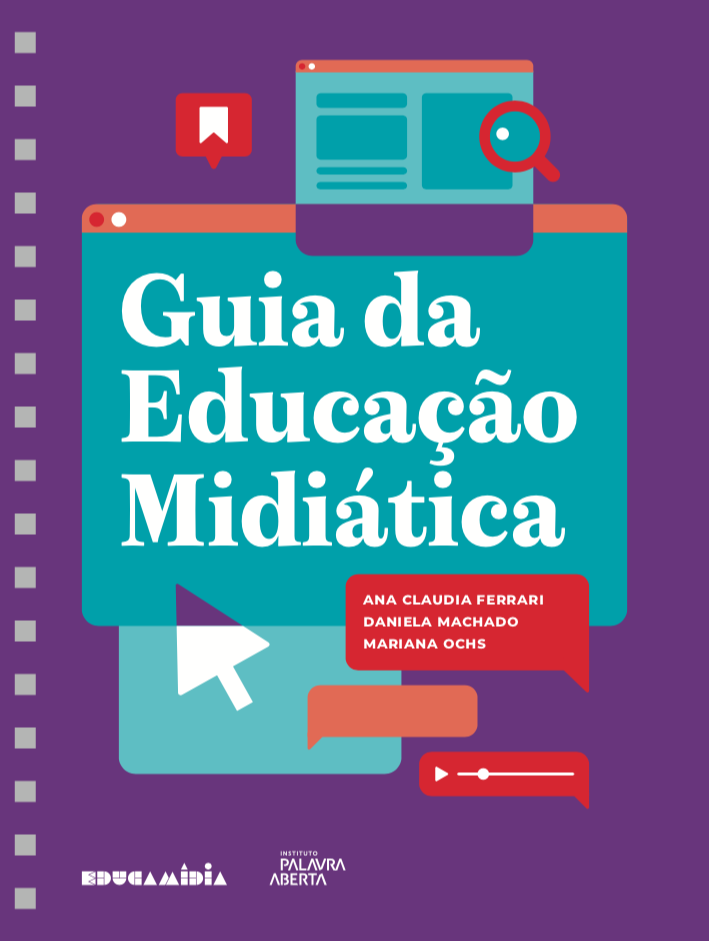 Guia da
Educação
Midiática
ANA CLAUDIA FERRARI
DANIELA MACHADO
MARIANA OCHS
EDUCAMÍDIA
INSTITUTO
PALAVRA
ABERTA